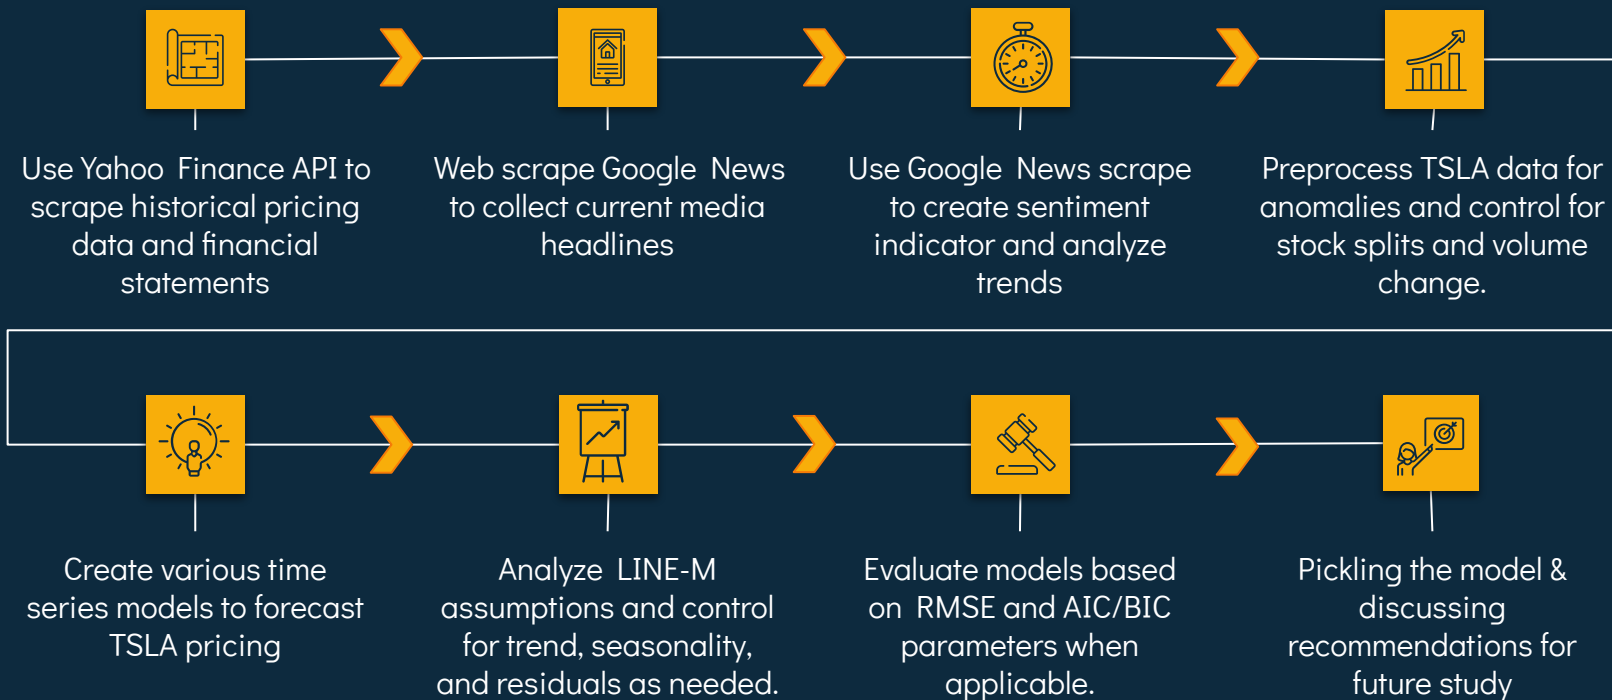 Use Yahoo Finance API to
scrape historical pricing
data and financial
statements
Web scrape Google News
to collect current media
headlines
Use Google News scrape
to create sentiment
indicator and analyze
trends
Preprocess TSLA data for
anomalies and control for
stock splits and volume
change.
Create various time
series models to forecast
TSLA pricing
Analyze LINE-M
assumptions and control
for trend, seasonality,
and residuals as needed.
Evaluate models based
on RMSE and AIC/BIC
parameters when
applicable.
Pickling the model &
discussing
recommendations for
future study